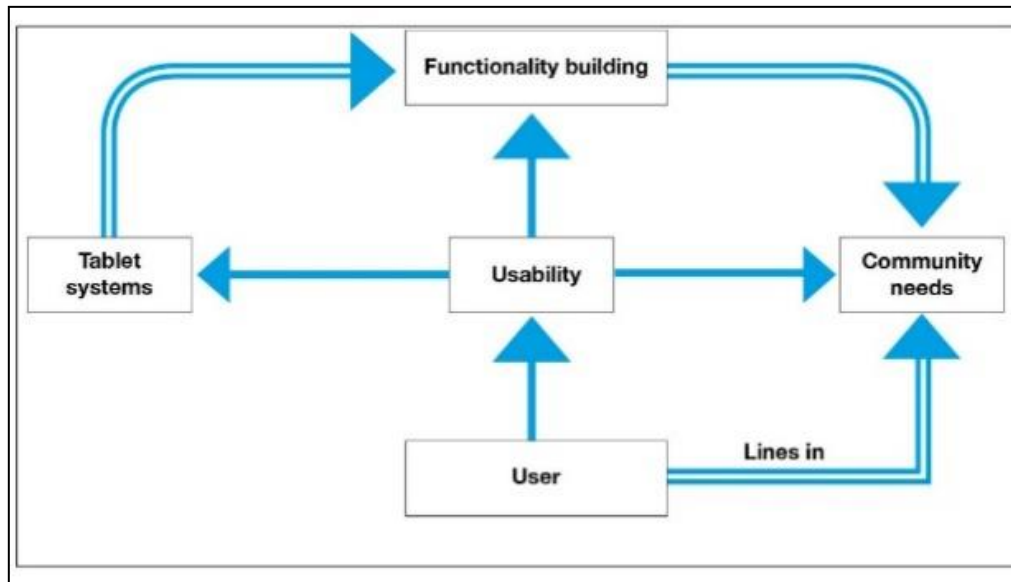 Functionality building
Tablet
systems
Usability
Community
needs
User
Lines in